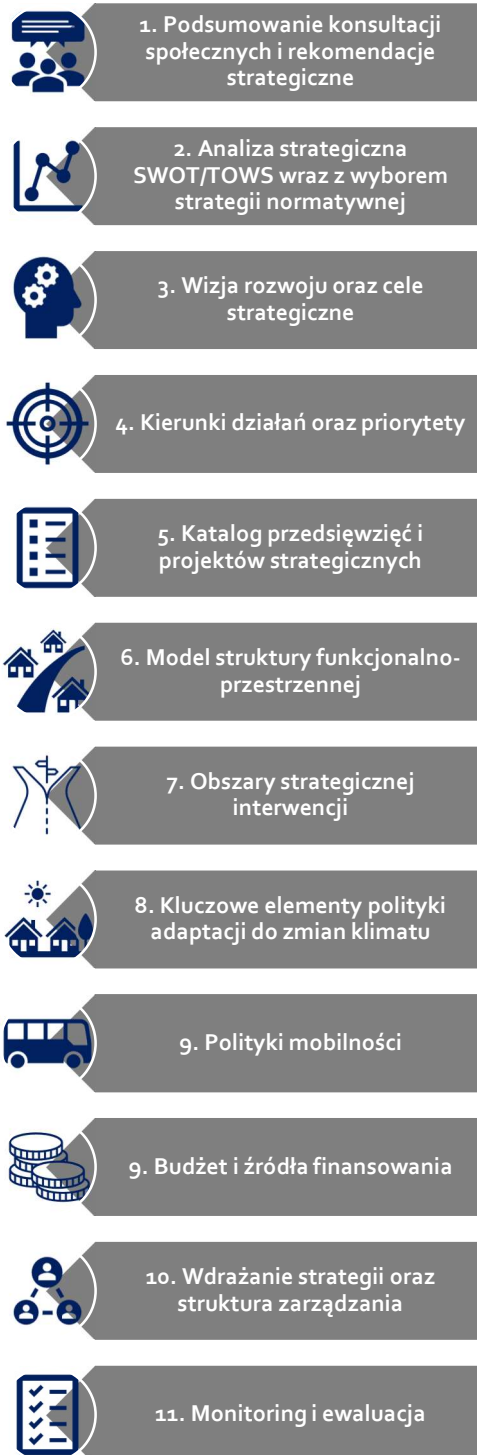 1. Podsumowanie konsultacji
społecznych i rekomendacje
strategiczne
2. Analiza strategiczna
SWOT/TOWS wraz z wyborem
strategii normatywnej
3. Wizja rozwoju oraz cele
strategiczne
4. Kierunki działań oraz priorytety
5. Katalog przedsięwzięć i
projektów strategicznych
6. Model struktury funkcjonalno-
przestrzennej
7. Obszary strategicznej
interwencji
8. Kluczowe elementy polityki
adaptacji do zmian klimatu
9. Polityki mobilności
9. Budżet i źródła finansowania
10. Wdrażanie strategii oraz
struktura zarządzania
11. Monitoring i ewaluacja